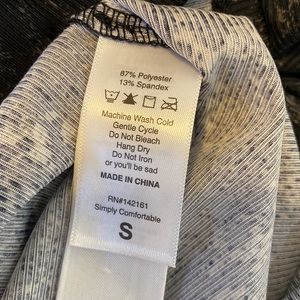 87% Polyester
13% Spandex
Machine Wash Cold
Gentle Cycle
Do Not Bleach
Hang Dry
Do Not Iron
or you'll be sad
MADE IN CHINA
RN#142161
Simply Comfortable
S